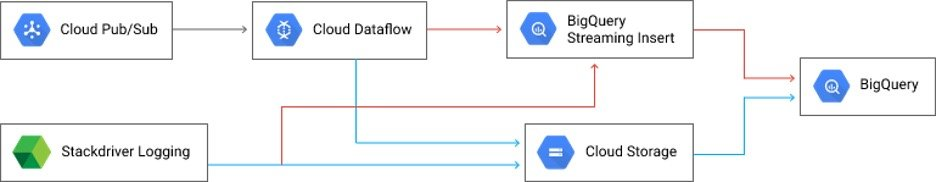 Cloud Pub/Sub
Cloud Dataflow
BigQuery
Streaming Insert
BigQuery
Stackdriver Logging
Cloud Storage